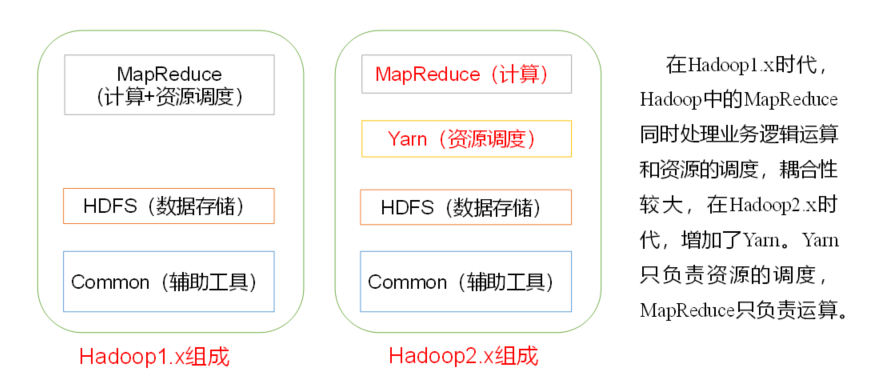 MapReduce
（计算+资源调度）
HDFS（数据存储）
Common（辅助工具）
Hadoop1.x组成
MapReduce（计算）
Yarn（资源调度）
HDFS（数据存储）
Common（辅助工具）
Hadoop2.x组成
在Hadoop1.x时代，
Hadoop中的MapReduce
同时处理业务逻辑运算
和资源的调度，耦合性
较大，在Hadoop2.x时
代，增加了Yarn。Yarn
只负责资源的调度，
MapReduce只负责运算。